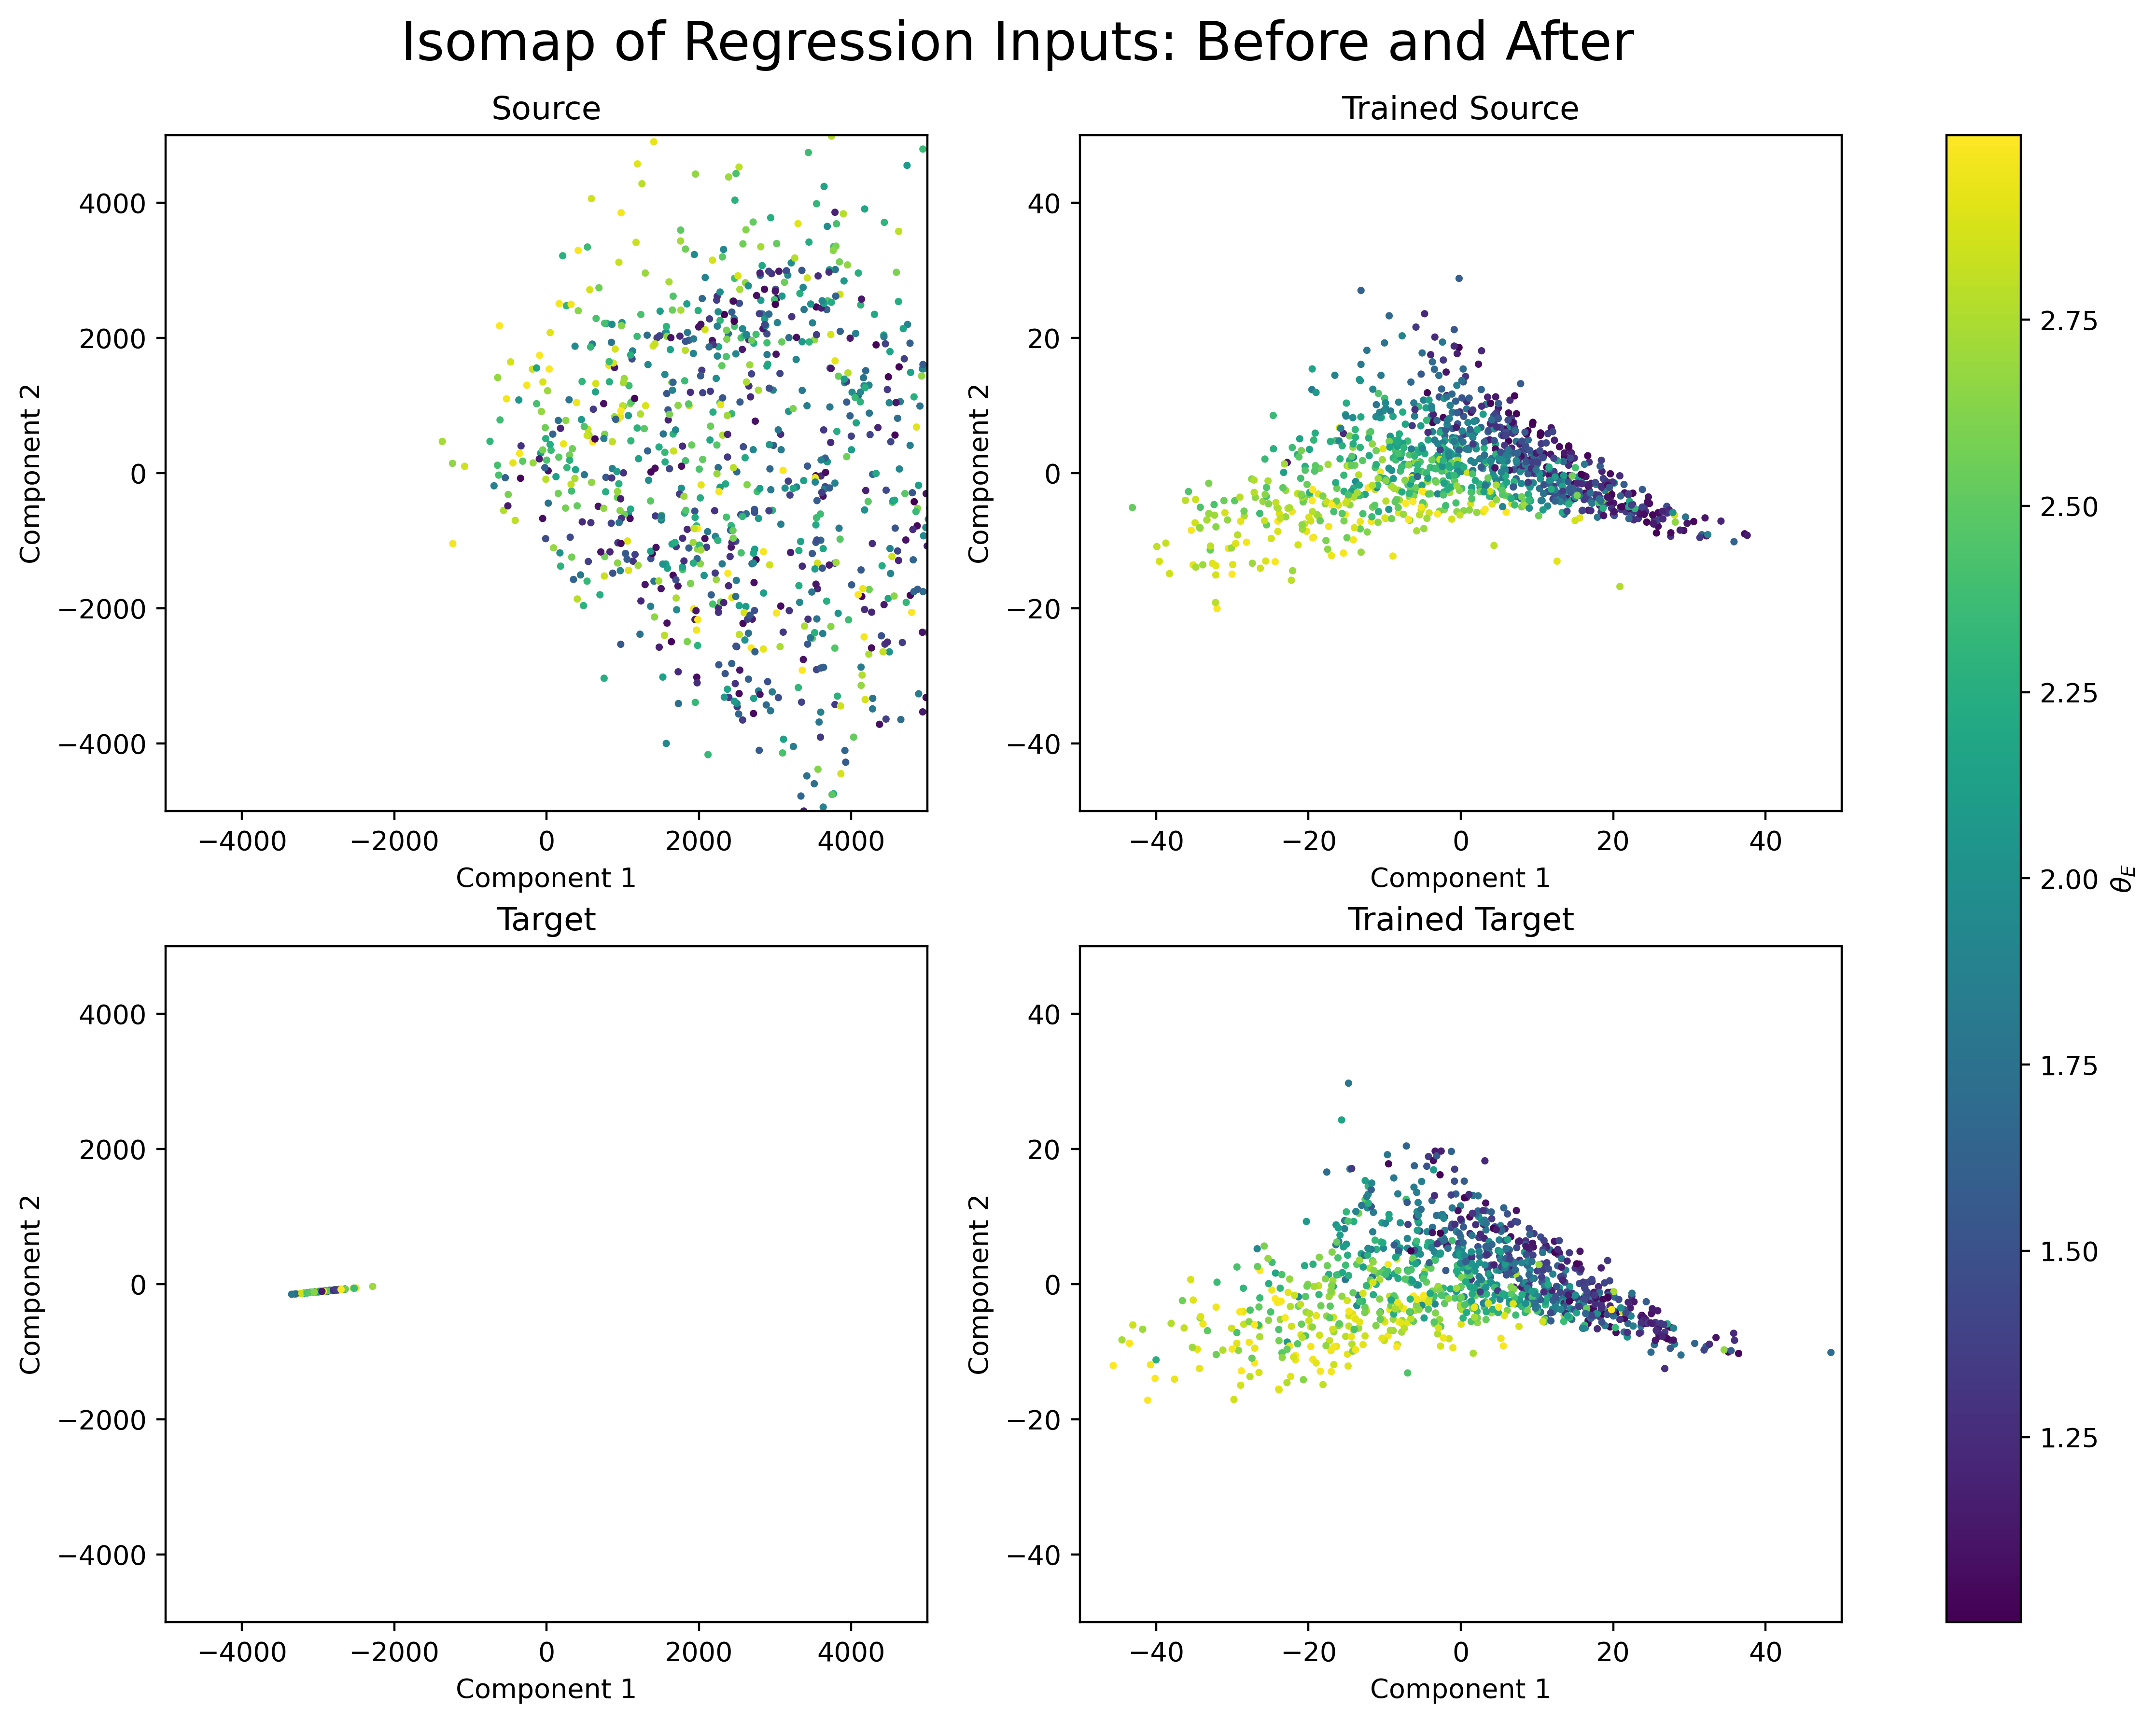 Isomap of Regression Inputs: Before and After
Source
Component 2
4000
2000
0
−2000
−4000
−4000 −2000 0 2000 4000
Component 1
Trained Source
Component 2
40
20
0
−20
−40
−40 −20 0 20 40
Component 1
Target
Component 2
4000
2000
0
−2000
−4000
−4000 −2000 0 2000 4000
Component 1
Trained Target
Component 2
40
20
0
−20
−40
−40 −20 0 20 40
Component 1
2.75
2.50
2.25
2.00
1.75
1.50
1.25
θE